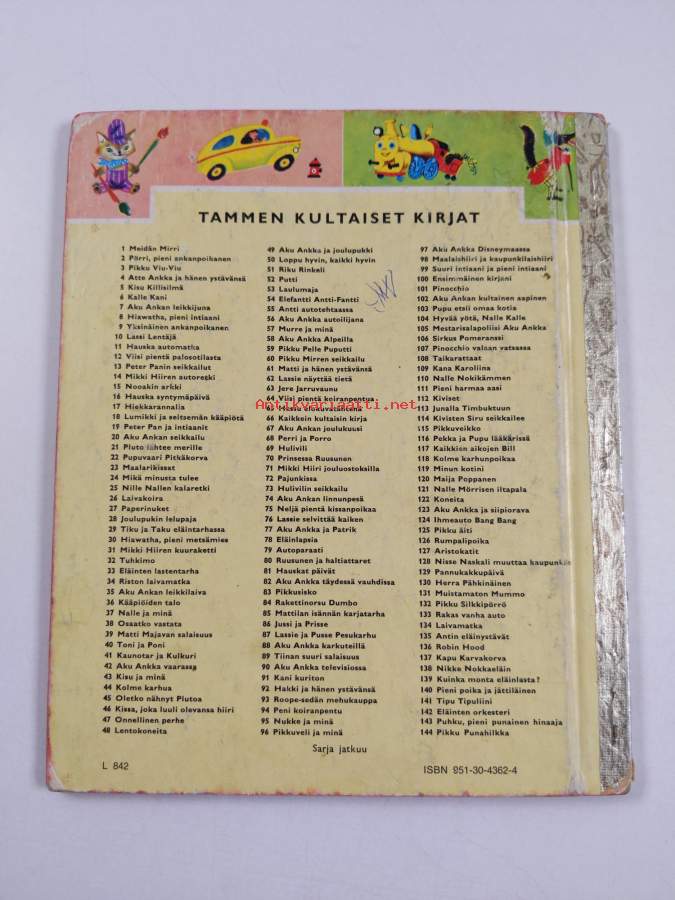 TAMMEN KULTAISET KIRJAT
1 Meidän Mirri
2 Pörri, pieni ankanpoikanen
3 Pikku Viu-Viu
4 Atte Ankka ja hänen ystävänsä
5 Kisu Killisilmä
6 Kalle Kani
7 Aku Ankan leikkijuna
8 Hiawatha, pieni intiaani
9 Yksinäinen ankanpoikanen
10 Lassi Lentäjä
11 Hauska automatka
12 Viisi pientä palosotilasta
13 Peter Panin seikkailut
14 Mikki Hiiren autoretki
15 Nooakin arkki
16 Hauska syntymäpäivä
17 Hiekkarannalla
18 Lumikki ja seitsemän kääpiötä
19 Peter Pan ja intiaanit
20 Aku Ankan seikkailu
21 Pluto lähtee merille
22 Pupuvaari Pitkäkorva
23 Maalarikissat
24 Mikä minusta tulee
25 Nille Nallen kalaretki
26 Laivakoira
27 Paperinuket
28 Joulupukin lelupaja
29 Tiku ja Taku eläintarhassa
30 Hiawatha, pieni metsämies
31 Mikki Hiiren kuuraketti
32 Tuhkimo
33 Eläinten lastentarha
34 Riston laivamatka
35 Aku Ankan leikkilaiva
36 Kääpiöiden talo
37 Nalle ja minä
38 Ossatko vastata
39 Matti Majavan salaisuus
40 Toni ja Poni
41 Kaunotar ja Kulkuri
42 Aku Ankka vaarassa
43 Kisu ja minä
44 Kolme karhua
45 Oletko nähnyt Plutoa
46 Kissa, joka luuli olevansa hiiri
47 Onnellinen perhe
48 Lentokoneita
49 Aku Ankka ja joulupukki
50 Loppu hyvin, kaikki hyvin
51 Riku Rinkeli
52 Putti
53 Laulumaja
54 Elefantti Antti-Fantti
55 Antti autotehtaassa
56 Aku Ankka autoilijana
57 Murre ja minä
58 Aku Ankka Alpeilla
59 Pikku Pelle Puputti
60 Pikku Mirren seikkailu
61 Matti ja hänen ystävänsä
62 Lassie näyttää tietä
63 Jere Jarruvaunu
64 Viisi pientä koiranpentua
65 Hessu elokuvatähtenä
66 Kaikkein kultaisin kirja
67 Aku Ankan joulukuusi
68 Perri ja Porro
69 Hulivili
70 Prinsessa Ruusunen
71 Mikki Hiiri jouluostoksilla
72 Pajunkissa
73 Hulivilin seikkailu
74 Aku Ankan linnunpesä
75 Neljä pientä kissanpoikaa
76 Lassie selvittää kaiken
77 Aku Ankka ja Patrik
78 Eläinlapsia
79 Autoparaati
80 Ruusunen ja haltiattaret
81 Hauskat päivät
82 Aku Ankka täydessä vauhdissa
83 Pikkusisko
84 Rakettinorsu Dumbo
85 Mattilan isännän karjatarha
86 Jussi ja Prisse
87 Lassie ja Pusse Pesukarhu
88 Aku Ankka karkuteillä
89 Tiinan suuri salaisuus
90 Aku Ankka televisiossa
91 Kani kuriton
92 Hakki ja hänen ystävänsä
93 Roope-sedän mehukauppa
94 Peni koiranpentu
95 Nukke ja minä
96 Pikkuveli ja minä
97 Aku Ankka Disneymaassa
98 Maalaishiiri ja kaupunkilaishiiri
99 Suuri intiaani ja pieni intiaani
100 Ensimmäinen kirjani
101 Pinocchio
102 Aku Ankan kultainen aapinen
103 Pupu etsii omaa kotia
104 Hyvää yötä, Nalle Kalle
105 Mestarisalapoliisi Aku Ankka
106 Sirkus Pomeranssi
107 Pinocchio valaan vatsassa
108 Taikarattaat
109 Kana Karoliina
110 Nalle Nokikämmen
111 Pieni harmaa aasi
112 Kiviset
113 Junalla Timbuktuun
114 Kivisten Siru seikkailee
115 Pikkuveikko
116 Pekka ja Pupu lääkärissä
117 Kaikkien aikojen Bill
118 Kolme karhunpoikaa
119 Minun kotini
120 Maija Poppanen
121 Nalle Mörrisen iltapala
122 Koneita
123 Aku Ankka ja siipiorava
124 Ihmeauto Bang Bang
125 Pikku äiti
126 Rumpalipoika
127 Aristokatit
128 Nisse Naskali muuttaa kaupunkiin
129 Pannukakkupäivä
130 Herra Pähkinäinen
131 Muistamaton Mummo
132 Pikku Silkkipörrö
133 Rakas vanha auto
134 Laivamatka
135 Antin eläinystävät
136 Robin Hood
137 Kapu Karvakorva
138 Nikke Nokkaeläin
139 Kuinka monta eläinlasta?
140 Pieni poika ja jättiläinen
141 Tipu Tipuliini
142 Eläinten orkesteri
143 Puhku, pieni punainen hinaaja
144 Pikku Punahilkka
Sarja jatkuu
L 842
ISBN 951-30-4362-4
Antikvariaatti.net